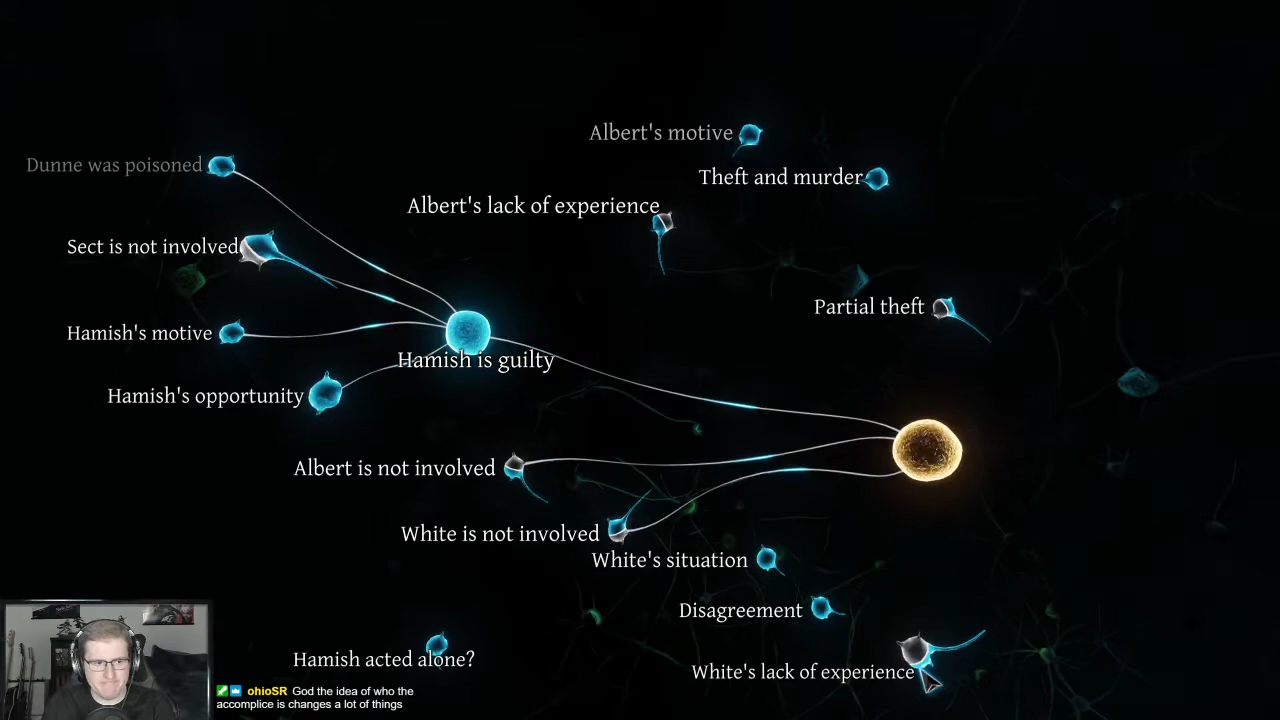 Albert's motive
Dunne was poisoned
Theft and murder
Albert's lack of experience
Sect is not involved
Partial theft
Hamish's motive
Hamish is guilty
Hamish's opportunity
Albert is not involved
White is not involved
White's situation
Disagreement
Hamish acted alone?
White's lack of experience
ohioSR God the idea of who the
accomplice is changes a lot of things